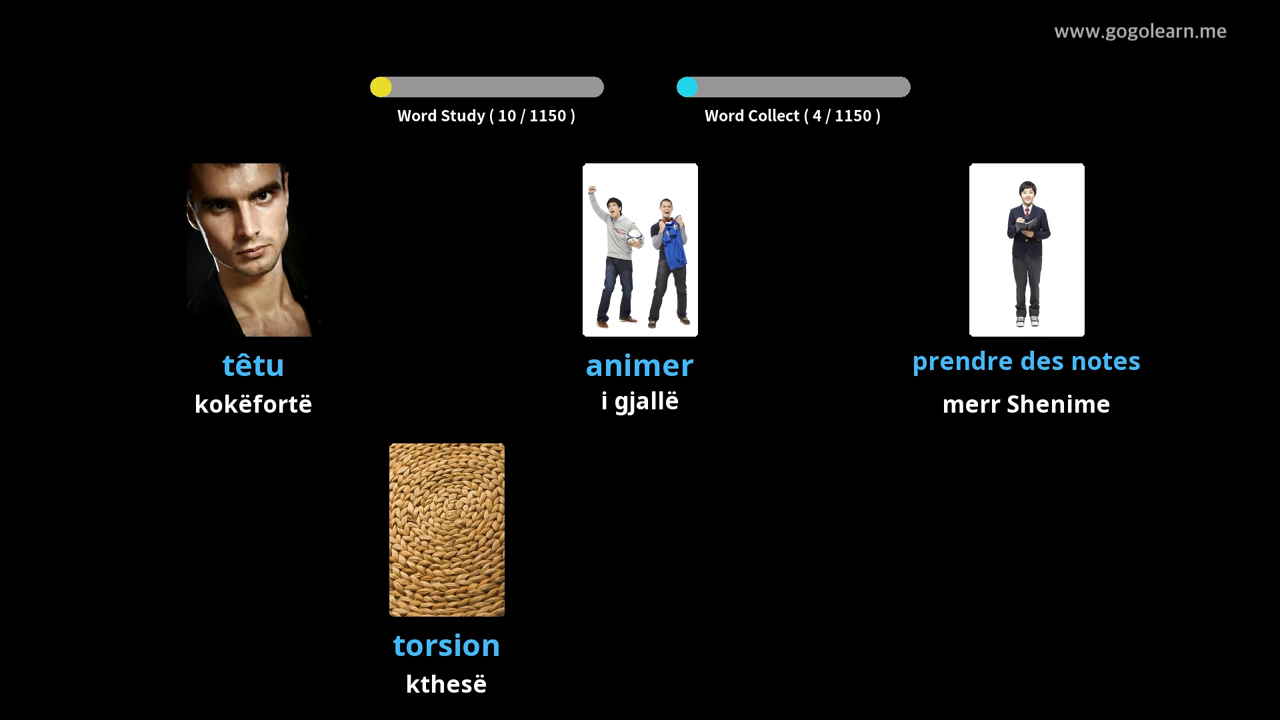 www.gogolearn.me
Word Study ( 10 / 1150 )
Word Collect ( 4 / 1150 )
têtu
kokëfortë
animer
i gjallë
prendre des notes
merr Shenime
torsion
kthesë